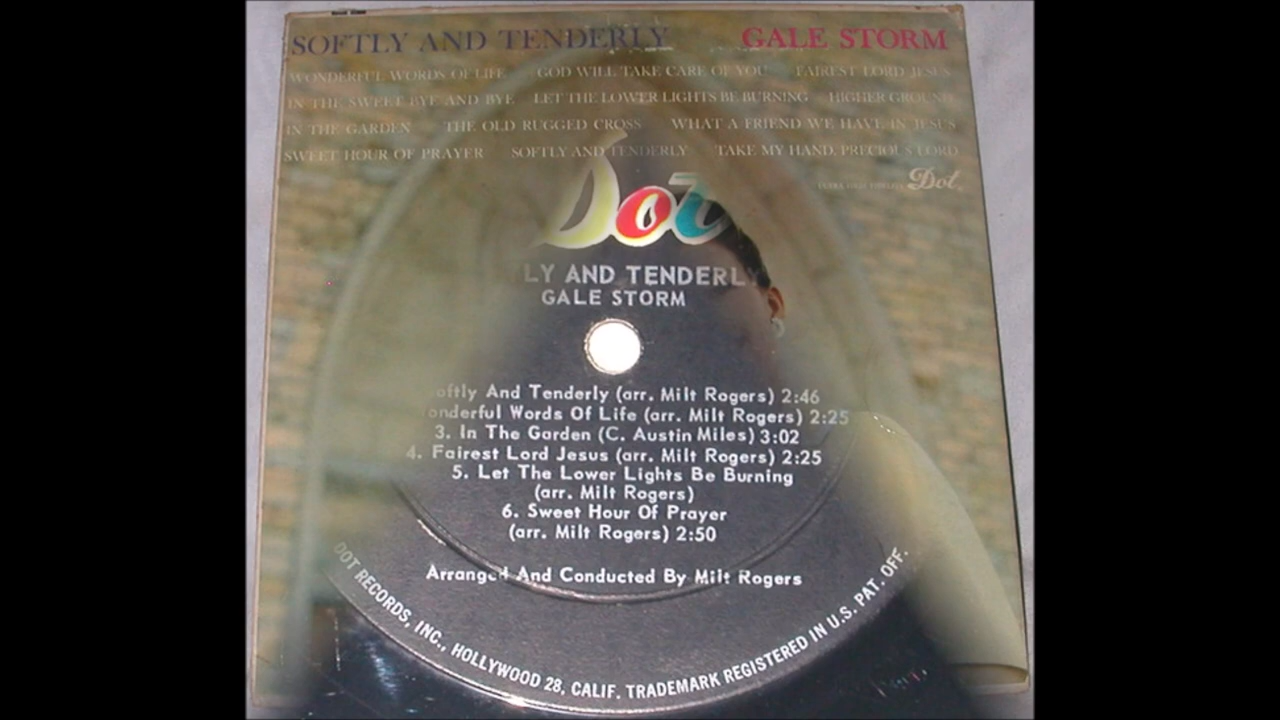 SOFTLY AND TENDERLY GALE STORM
WONDERFUL WORDS OF LIFE GOD WILL TAKE CARE OF YOU FAIREST LORD JESUS
IN THE SWEET BYE AND BYE LET THE LOWER LIGHTS BE BURNING HIGHER GROUND
IN THE GARDEN THE OLD RUGGED CROSS WHAT A FRIEND WE HAVE IN JESUS
SWEET HOUR OF PRAYER SOFTLY AND TENDERLY TAKE MY HAND, PRECIOUS LORD
ULTRA HIGH FIDELITY Dot
Dot
LY AND TENDERLY
GALE STORM
oftly And Tenderly (arr. Milt Rogers) 2:46
onderful Words Of Life (arr. Milt Rogers) 2:25
3. In The Garden (C. Austin Miles) 3:02
4. Fairest Lord Jesus (arr. Milt Rogers) 2:25
5. Let The Lower Lights Be Burning
(arr. Milt Rogers)
6. Sweet Hour Of Prayer
(arr. Milt Rogers) 2:50
Arranged And Conducted By Milt Rogers
DOT RECORDS, INC., HOLLYWOOD 28, CALIF. TRADEMARK REGISTERED IN U.S. PAT. OFF.